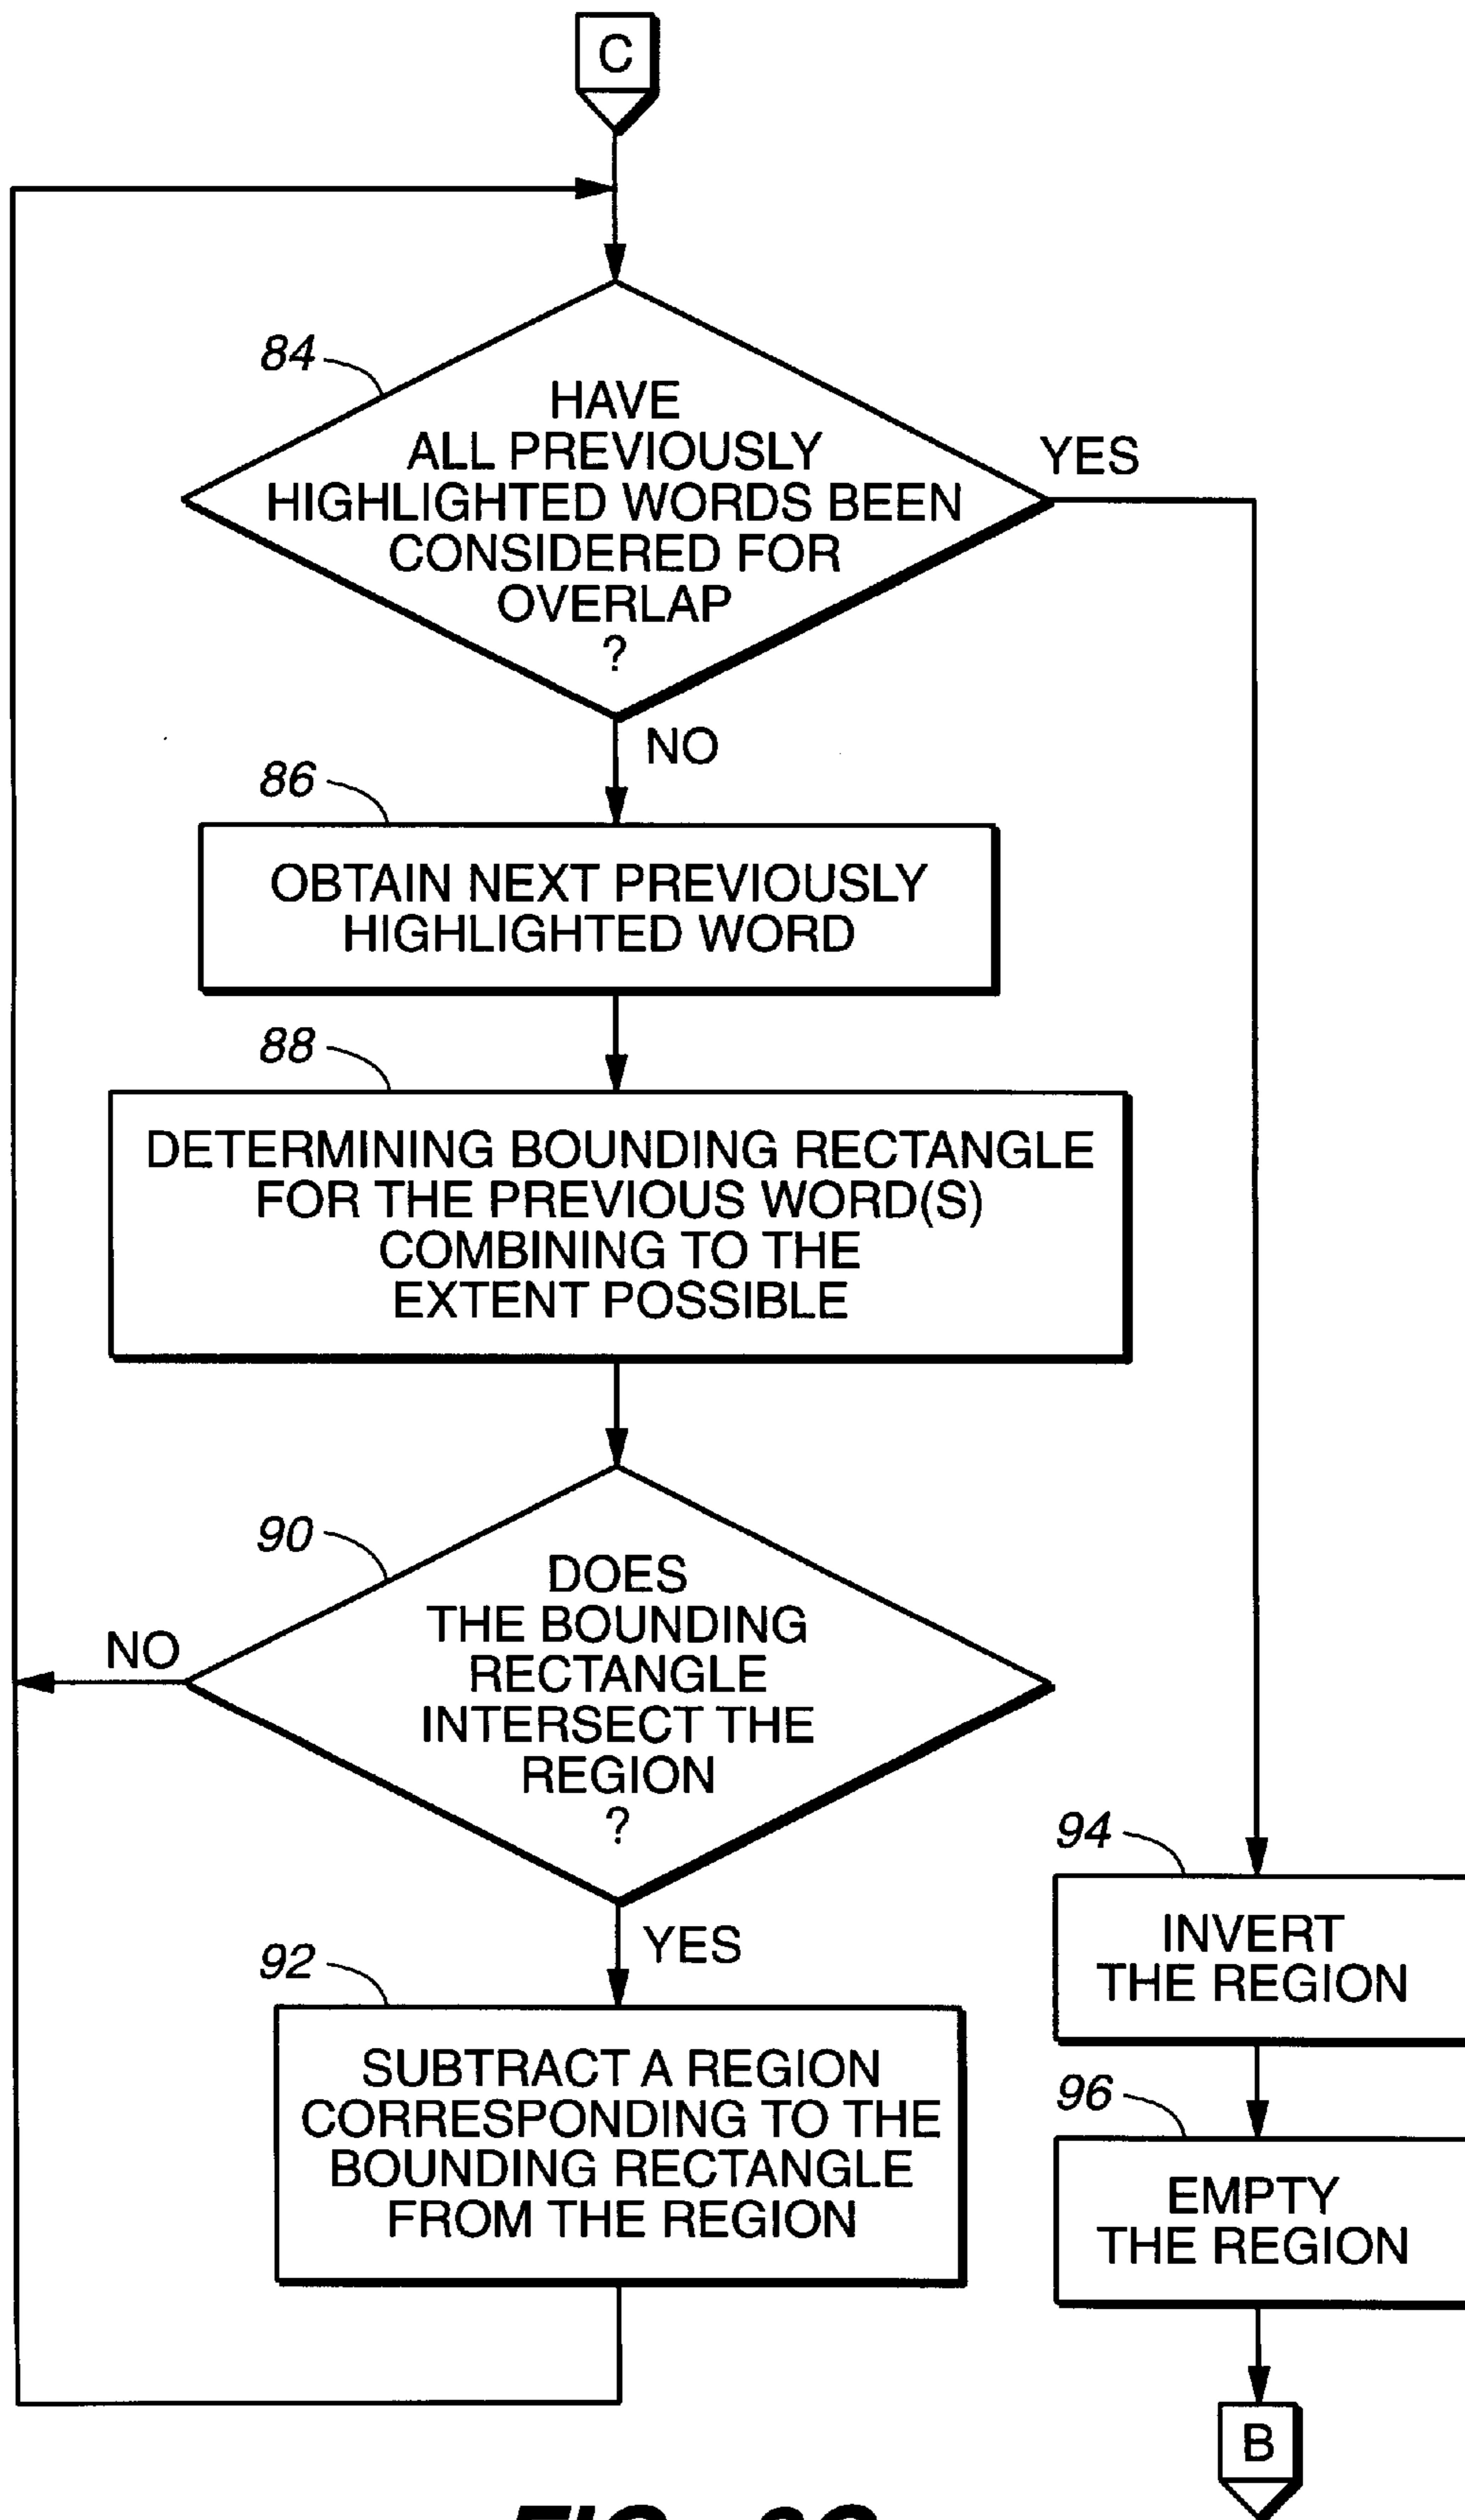 C
84
HAVE
ALL PREVIOUSLY
HIGHLIGHTED WORDS BEEN
CONSIDERED FOR
OVERLAP
?
YES
NO
86
OBTAIN NEXT PREVIOUSLY
HIGHLIGHTED WORD
88
DETERMINING BOUNDING RECTANGLE
FOR THE PREVIOUS WORD(S)
COMBINING TO THE
EXTENT POSSIBLE
90
DOES
THE BOUNDING
RECTANGLE
INTERSECT THE
REGION
?
NO
YES
92
SUBTRACT A REGION
CORRESPONDING TO THE
BOUNDING RECTANGLE
FROM THE REGION
94
INVERT
THE REGION
96
EMPTY
THE REGION
B